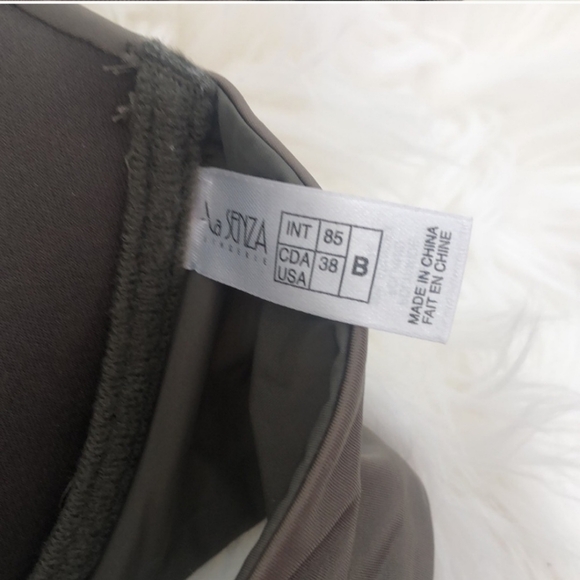 La SENZA
LINGERIE
INT 85
CDA USA 38 B
MADE IN CHINA
FAIT EN CHINE